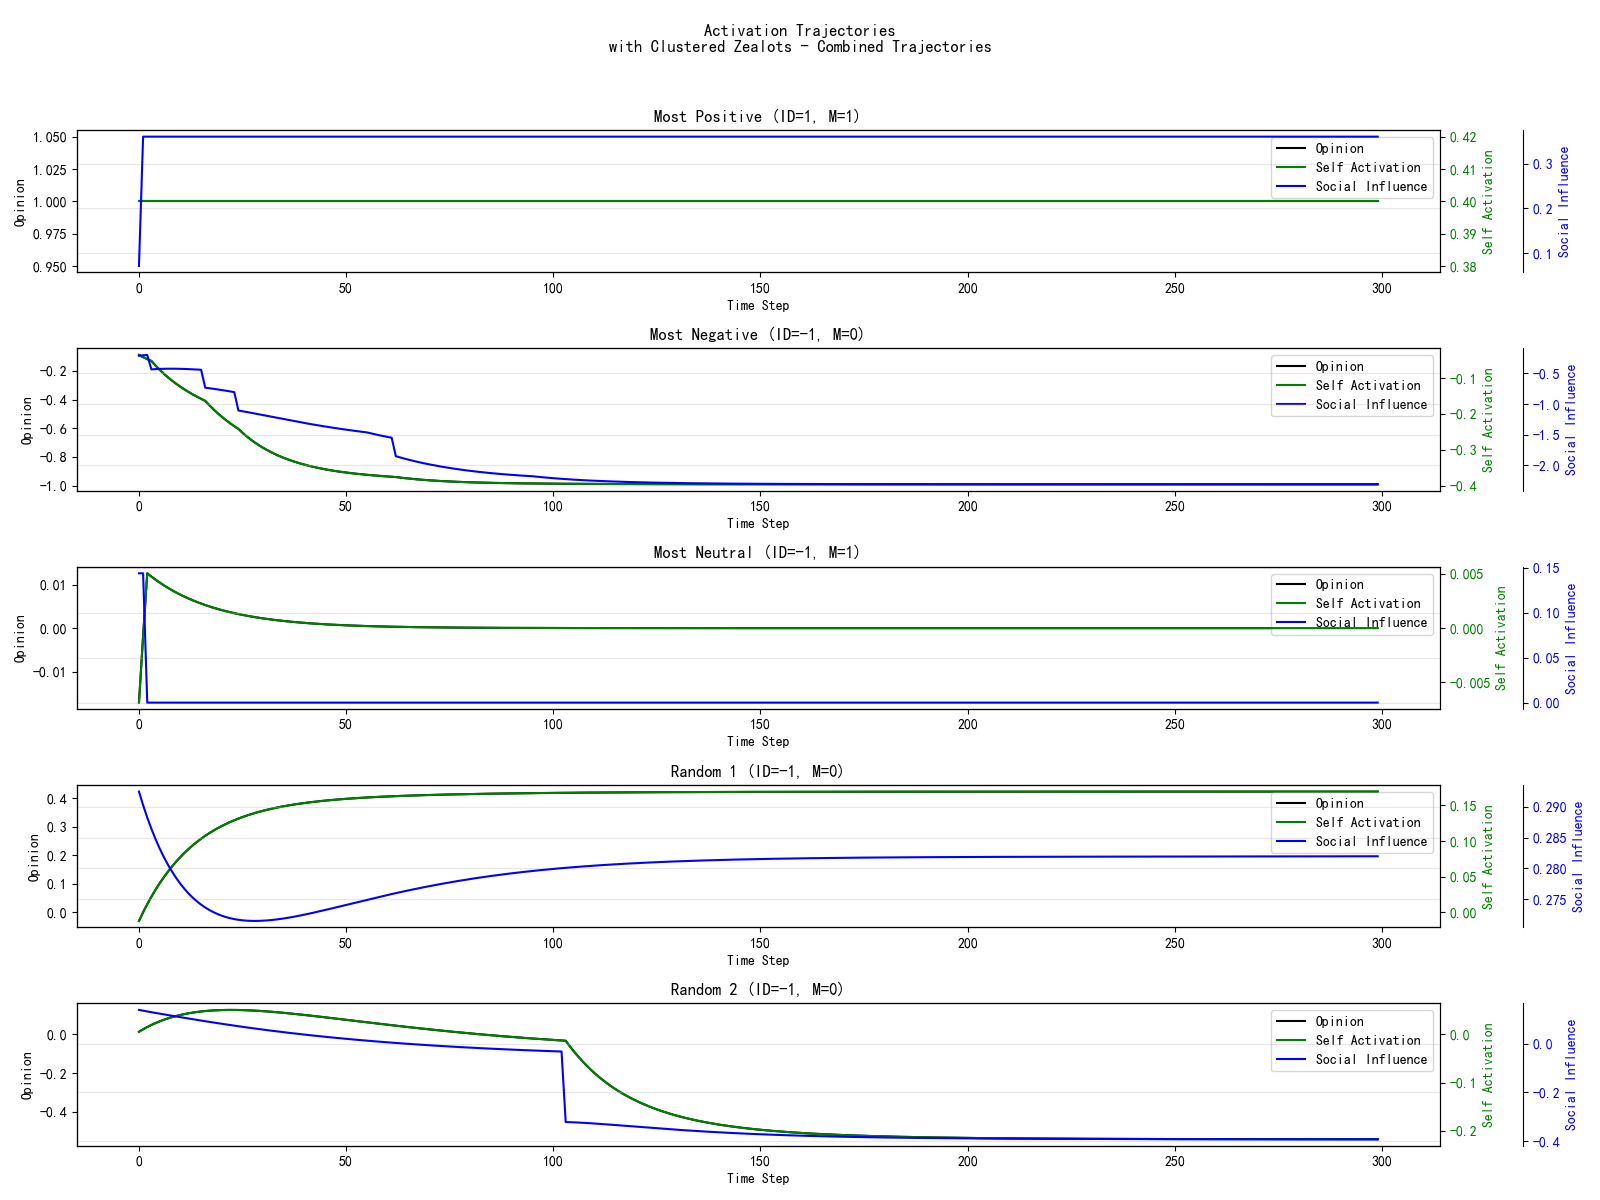 Activation Trajectories
with Clustered Zealots - Combined Trajectories
Most Positive (ID=1, M=1)
Opinion
1.050
1.025
1.000
0.975
0.950
0 50 100 150 200 250 300
Time Step
0.42
0.41
0.40
0.39
0.38
Self Activation
0.3
0.2
0.1
Social Influence
Opinion
Self Activation
Social Influence
Most Negative (ID=-1, M=0)
Opinion
-0.2
-0.4
-0.6
-0.8
-1.0
0 50 100 150 200 250 300
Time Step
-0.1
-0.2
-0.3
-0.4
Self Activation
-0.5
-1.0
-1.5
-2.0
Social Influence
Opinion
Self Activation
Social Influence
Most Neutral (ID=-1, M=1)
Opinion
0.01
0.00
-0.01
0 50 100 150 200 250 300
Time Step
0.005
0.000
-0.005
Self Activation
0.15
0.10
0.05
0.00
Social Influence
Opinion
Self Activation
Social Influence
Random 1 (ID=-1, M=0)
Opinion
0.4
0.3
0.2
0.1
0.0
0 50 100 150 200 250 300
Time Step
0.15
0.10
0.05
0.00
Self Activation
0.290
0.285
0.280
0.275
Social Influence
Opinion
Self Activation
Social Influence
Random 2 (ID=-1, M=0)
Opinion
0.0
-0.2
-0.4
0 50 100 150 200 250 300
Time Step
0.0
-0.1
-0.2
Self Activation
0.0
-0.2
-0.4
Social Influence
Opinion
Self Activation
Social Influence